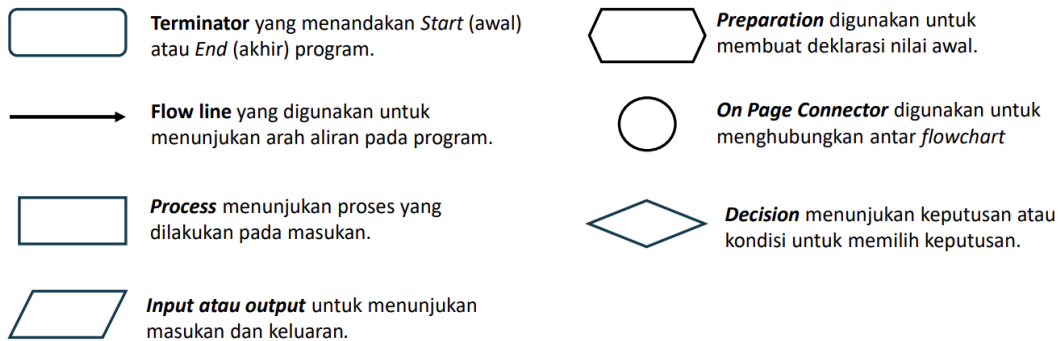 Terminator yang menandakan Start (awal)
atau End (akhir) program.
Flow line yang digunakan untuk
menunjukan arah aliran pada program.
Process menunjukan proses yang
dilakukan pada masukan.
Input atau output untuk menunjukan
masukan dan keluaran.
Preparation digunakan untuk
membuat deklarasi nilai awal.
On Page Connector digunakan untuk
menghubungkan antar flowchart
Decision menunjukan keputusan atau
kondisi untuk memilih keputusan.